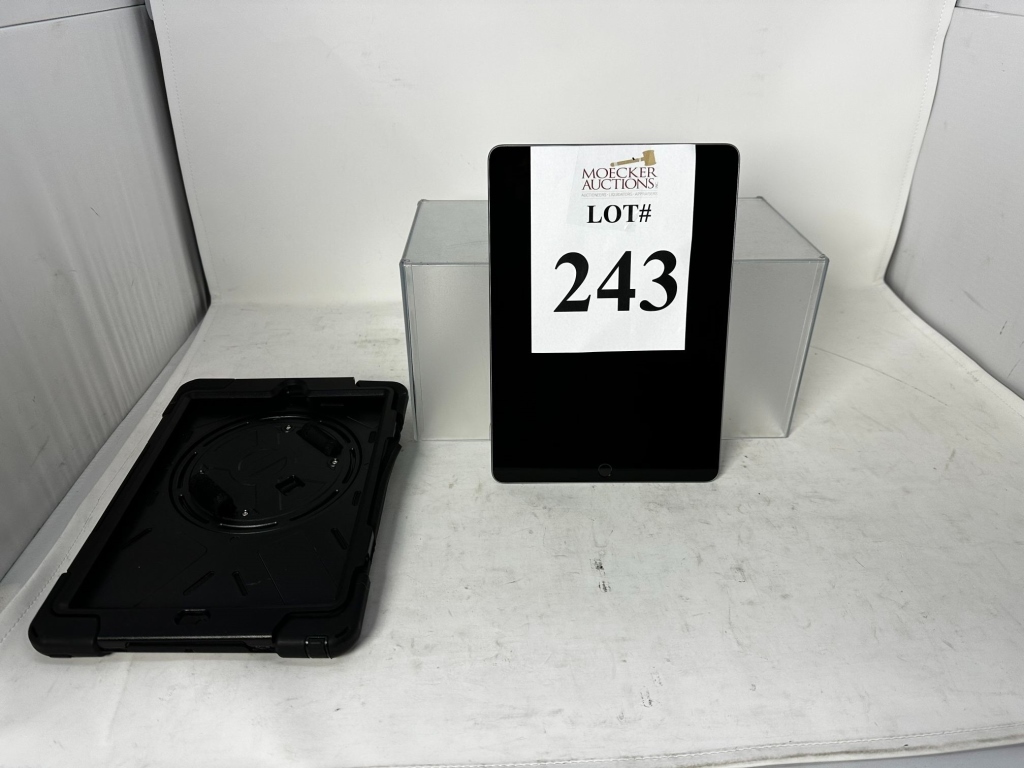 MOECKER
AUCTIONS
LOT#
243